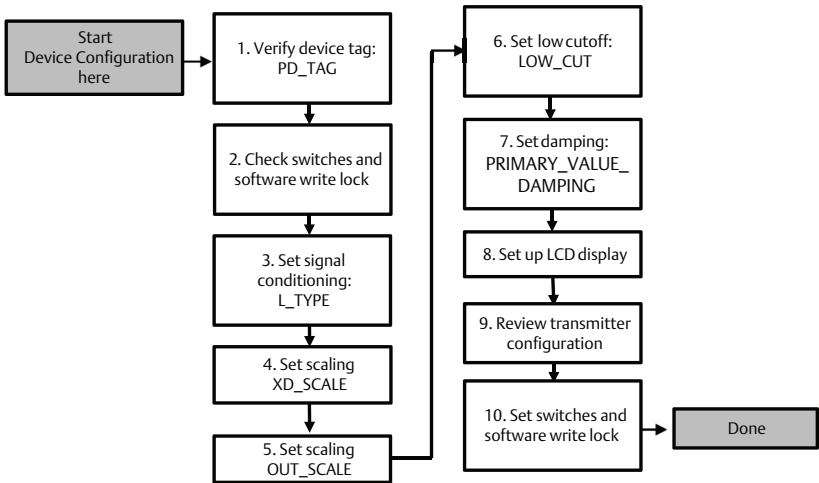 Start
Device Configuration
here
1. Verify device tag:
PD_TAG
2. Check switches and
software write lock
3. Set signal
conditioning:
L_TYPE
4. Set scaling
XD_SCALE
5. Set scaling
OUT_SCALE
6. Set low cutoff:
LOW_CUT
7. Set damping:
PRIMARY_VALUE_
DAMPING
8. Set up LCD display
9. Review transmitter
configuration
10. Set switches and
software write lock
Done